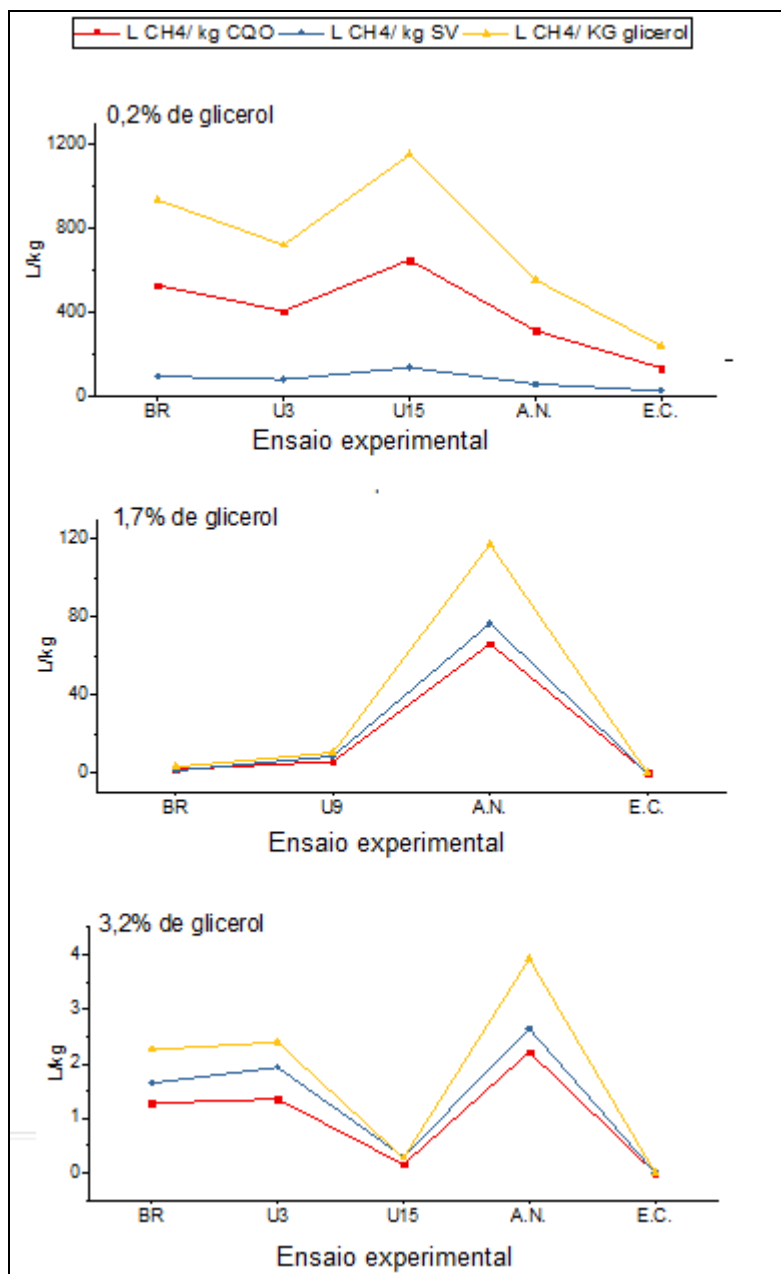 L CH4/ kg CQO L CH4/ kg SV L CH4/ KG glicerol
0,2% de glicerol
1200
800
400
0
L/kg
BR U3 U15 A.N. E.C.
Ensaio experimental
1,7% de glicerol
120
80
40
0
L/kg
BR U9 A.N. E.C.
Ensaio experimental
3,2% de glicerol
4
3
2
1
0
L/kg
BR U3 U15 A.N. E.C.
Ensaio experimental